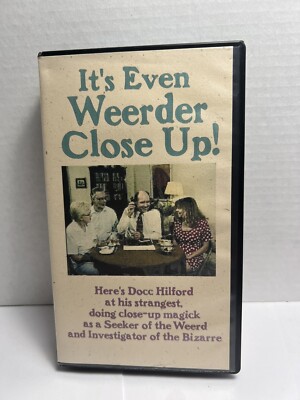 It's Even
Weerder
Close Up!
Here's Docc Hilford
at his strangest,
doing close-up magick
as a Seeker of the Weerd
and Investigator of the Bizarre